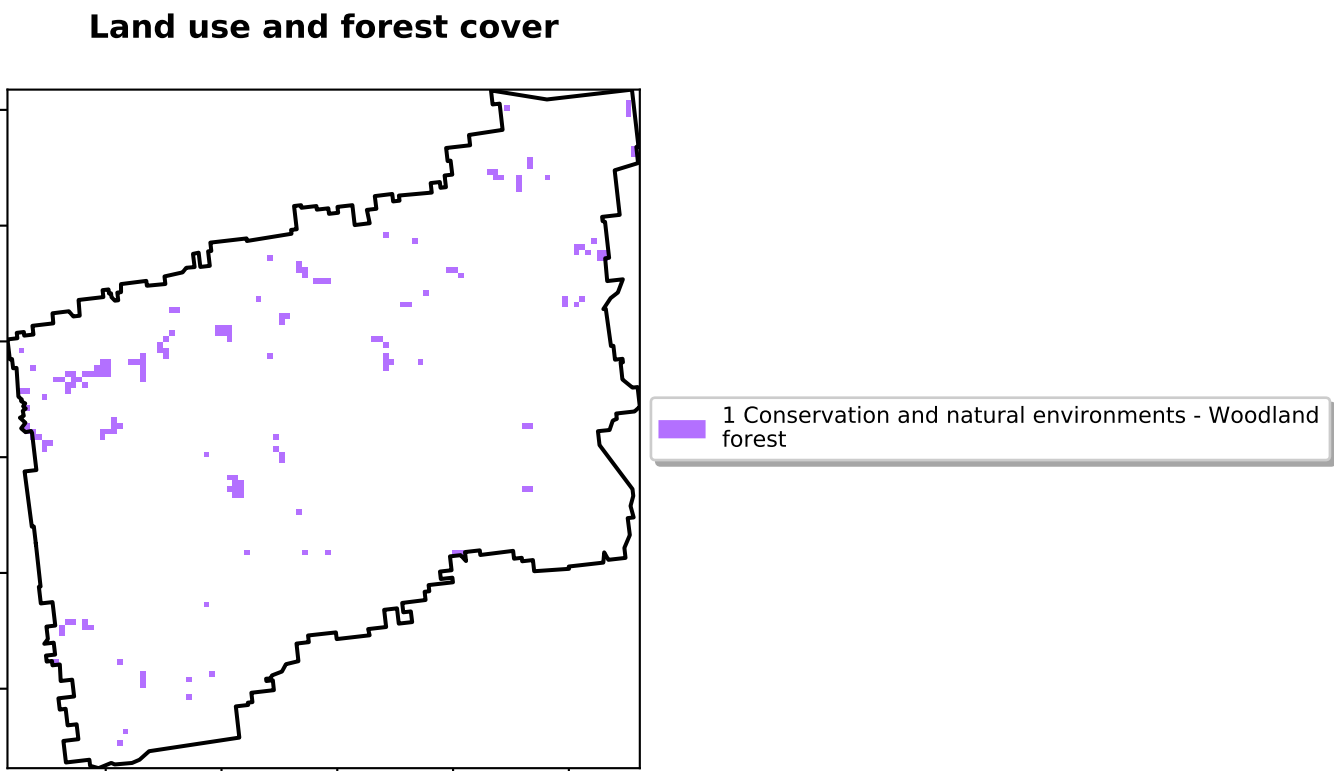 Land use and forest cover
1 Conservation and natural environments - Woodland
forest